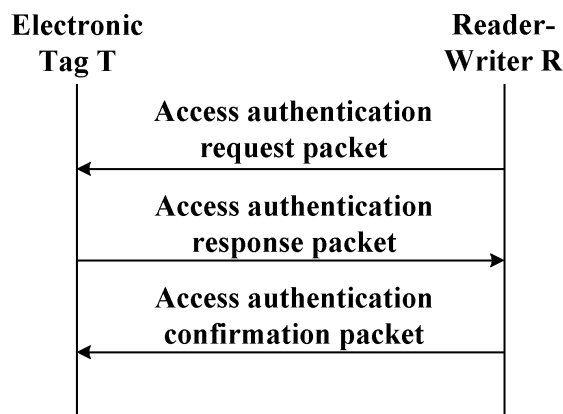 Electronic
Tag T
Reader-
Writer R
Access authentication
request packet
Access authentication
response packet
Access authentication
confirmation packet